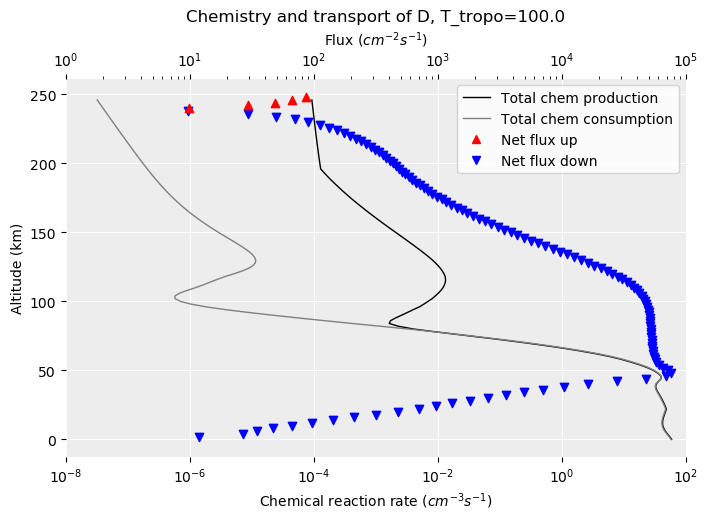 Chemistry and transport of D, T_tropo=100.0
Flux ($cm^{-2}s^{-1}$)
10^0 10^1 10^2 10^3 10^4 10^5
Total chem production
Total chem consumption
Net flux up
Net flux down
Altitude (km)
250
200
150
100
50
0
10^{-8} 10^{-6} 10^{-4} 10^{-2} 10^0 10^2
Chemical reaction rate ($cm^{-3}s^{-1}$)